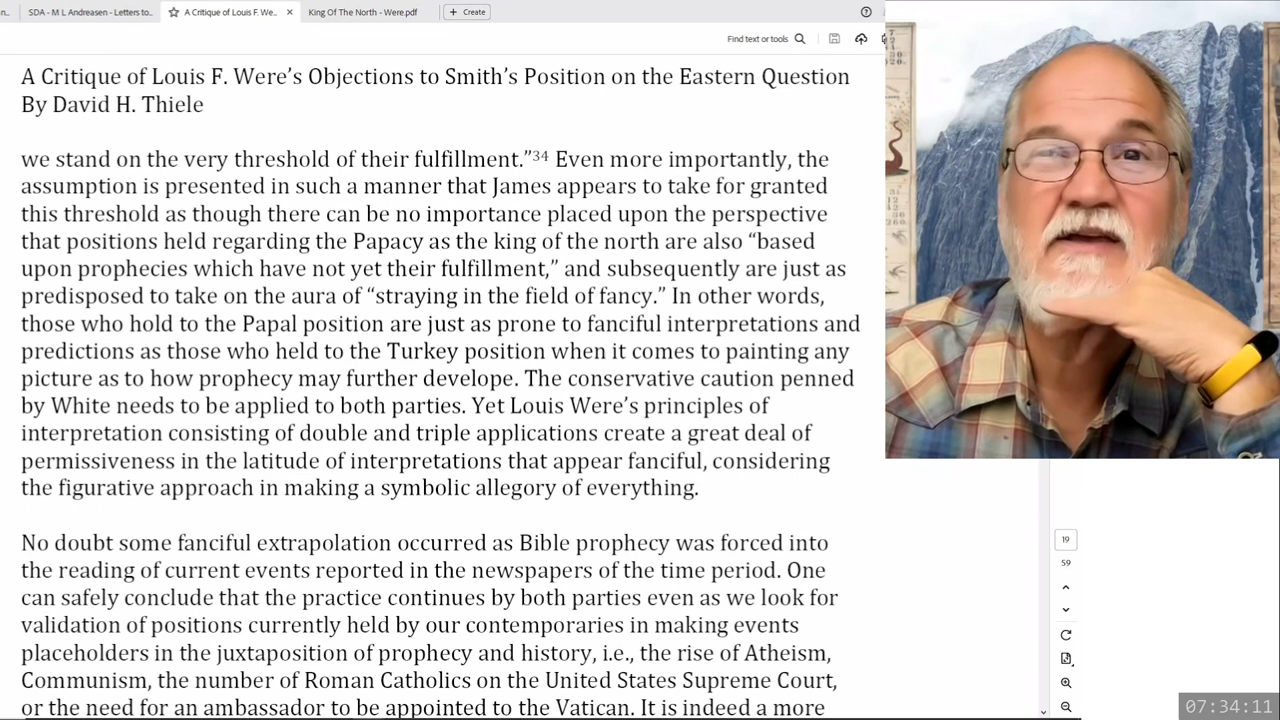 SDA - M L Andreasen - Letters to...
A Critique of Louis F. We... ×
King Of The North - Were.pdf
+ Create
Find text or tools
A Critique of Louis F. Were’s Objections to Smith’s Position on the Eastern Question
By David H. Thiele
we stand on the very threshold of their fulfillment.”34 Even more importantly, the
assumption is presented in such a manner that James appears to take for granted
this threshold as though there can be no importance placed upon the perspective
that positions held regarding the Papacy as the king of the north are also “based
upon prophecies which have not yet their fulfillment,” and subsequently are just as
predisposed to take on the aura of “straying in the field of fancy.” In other words,
those who hold to the Papal position are just as prone to fanciful interpretations and
predictions as those who held to the Turkey position when it comes to painting any
picture as to how prophecy may further develope. The conservative caution penned
by White needs to be applied to both parties. Yet Louis Were’s principles of
interpretation consisting of double and triple applications create a great deal of
permissiveness in the latitude of interpretations that appear fanciful, considering
the figurative approach in making a symbolic allegory of everything.
No doubt some fanciful extrapolation occurred as Bible prophecy was forced into
the reading of current events reported in the newspapers of the time period. One
can safely conclude that the practice continues by both parties even as we look for
validation of positions currently held by our contemporaries in making events
placeholders in the juxtaposition of prophecy and history, i.e., the rise of Atheism,
Communism, the number of Roman Catholics on the United States Supreme Court,
or the need for an ambassador to be appointed to the Vatican. It is indeed a more
19
59
07:34:11